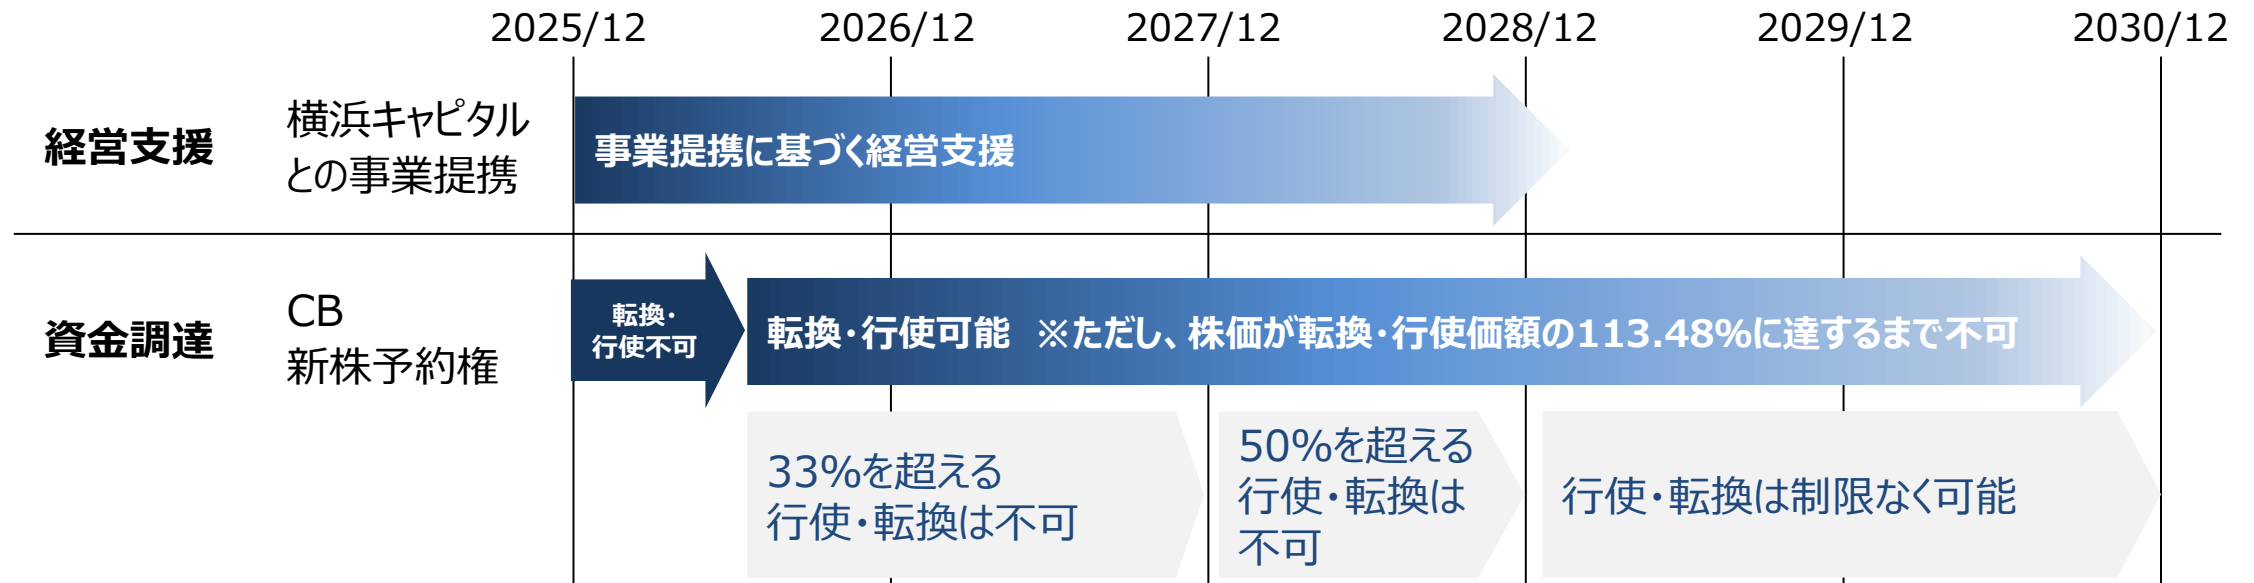 2025/12
2026/12
2027/12
2028/12
2029/12
2030/12
経営支援
横浜キャピタル
との事業提携
事業提携に基づく経営支援
資金調達
CB
新株予約権
転換・
行使不可
転換・行使可能 ※ただし、株価が転換・行使価額の113.48%に達するまで不可
33%を超える
行使・転換は不可
50%を超える
行使・転換は
不可
行使・転換は制限なく可能